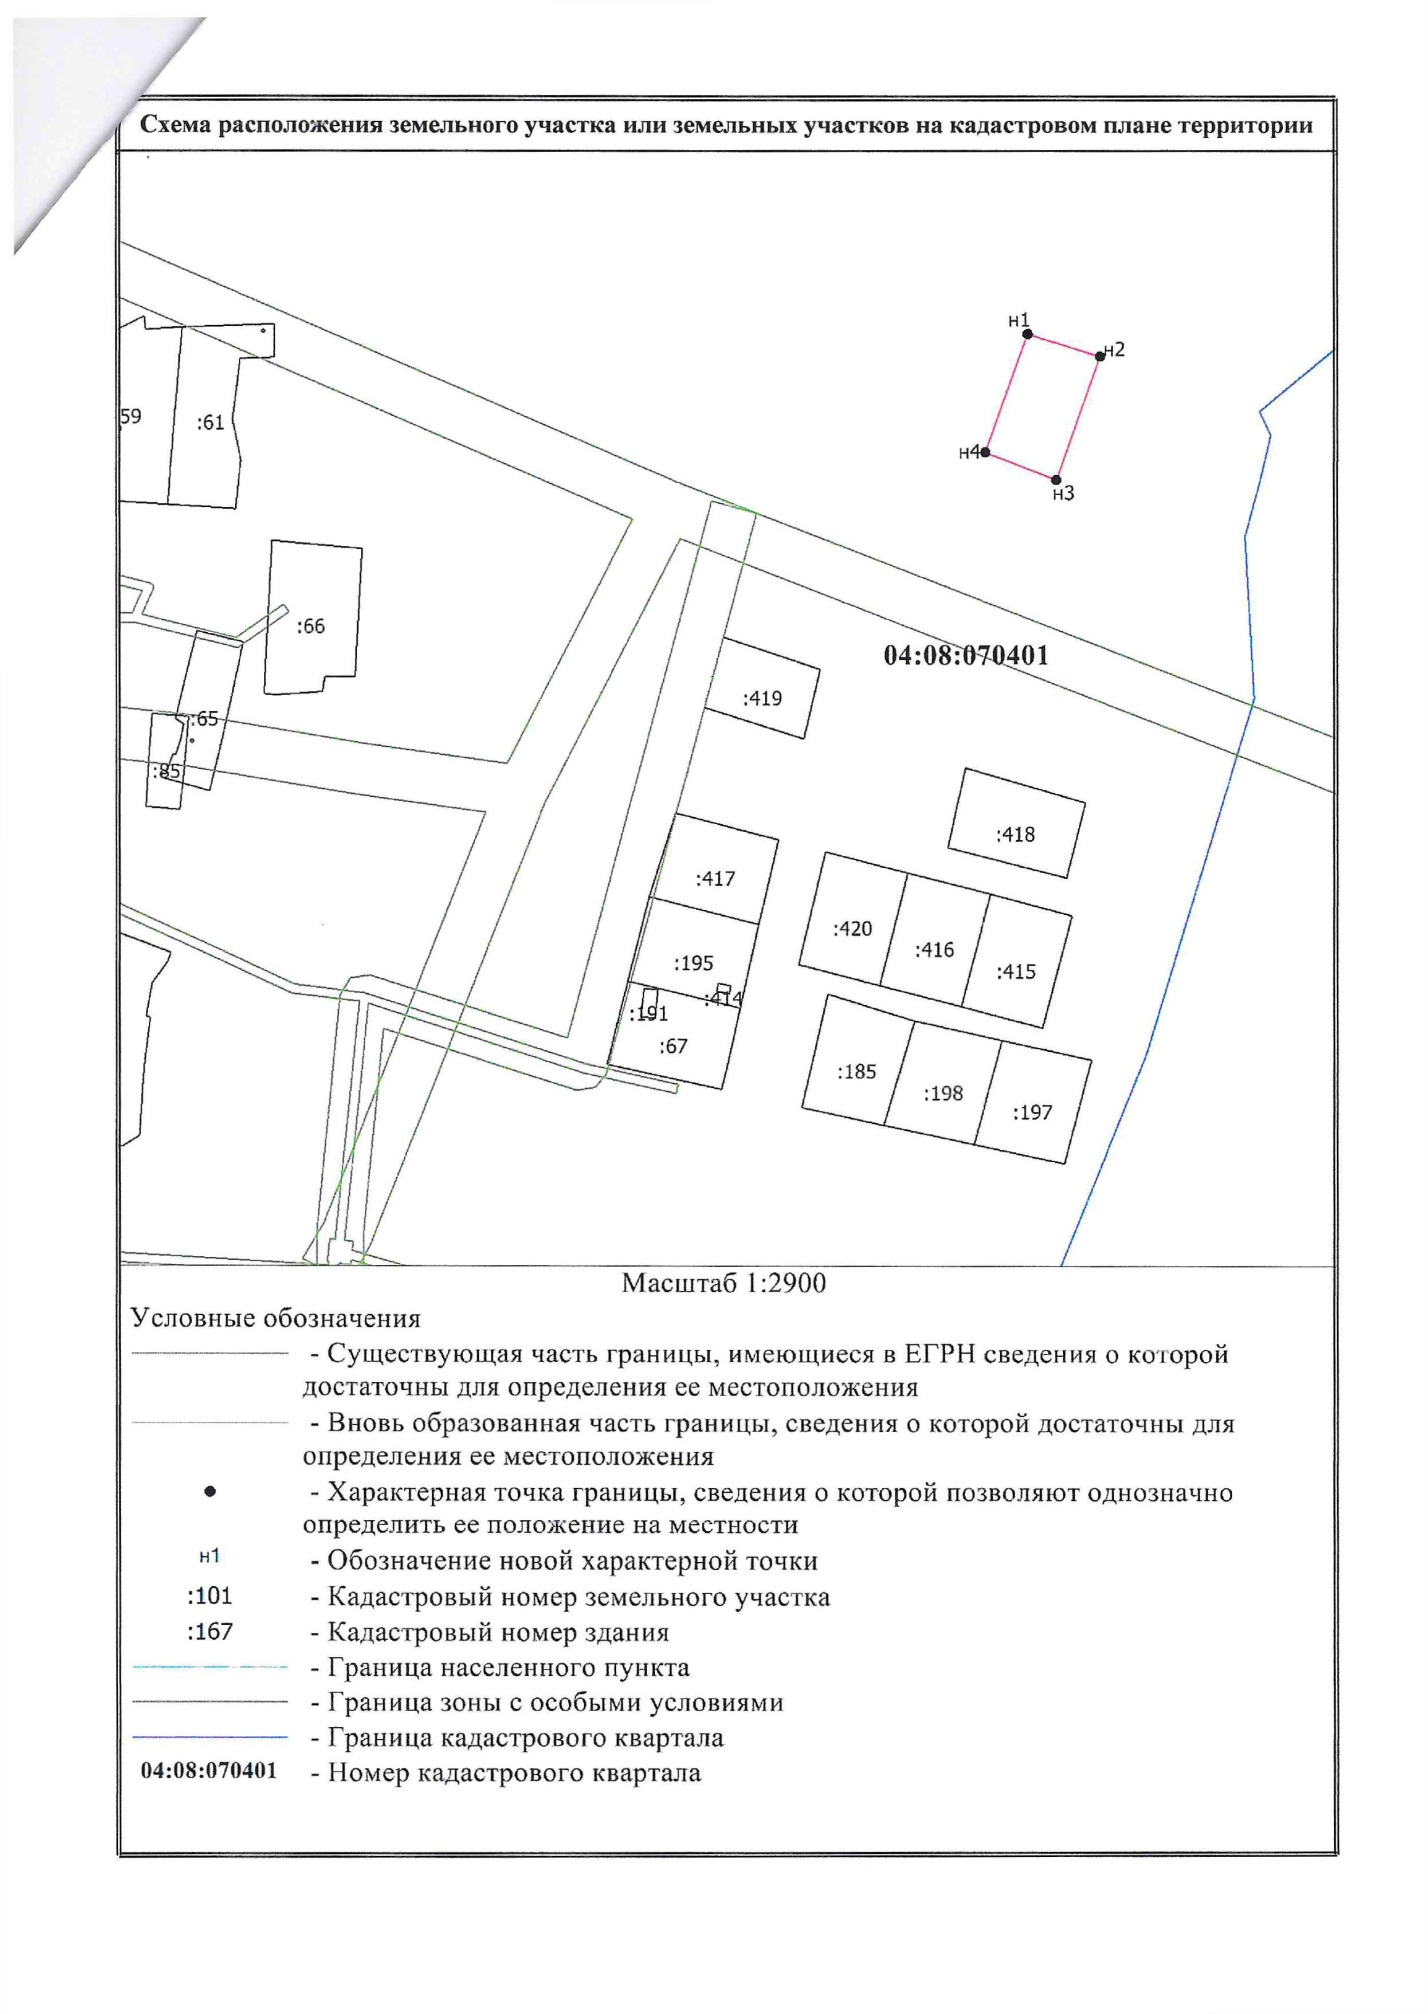 Схема расположения земельного участка или земельных участков на кадастровом плане территории
н1
н2
59
:61
н4
н3
:66
04:08:070401
:419
:65
:85
:418
:417
:420
:416
:195
:415
:414
:191
:67
:185
:198
:197
Масштаб 1:2900
Условные обозначения
- Существующая часть границы, имеющиеся в ЕГРН сведения о которой
достаточны для определения ее местоположения
- Вновь образованная часть границы, сведения о которой достаточны для
определения ее местоположения
- Характерная точка границы, сведения о которой позволяют однозначно
определить ее положение на местности
н1 - Обозначение новой характерной точки
:101 - Кадастровый номер земельного участка
:167 - Кадастровый номер здания
- Граница населенного пункта
- Граница зоны с особыми условиями
- Граница кадастрового квартала
04:08:070401 - Номер кадастрового квартала